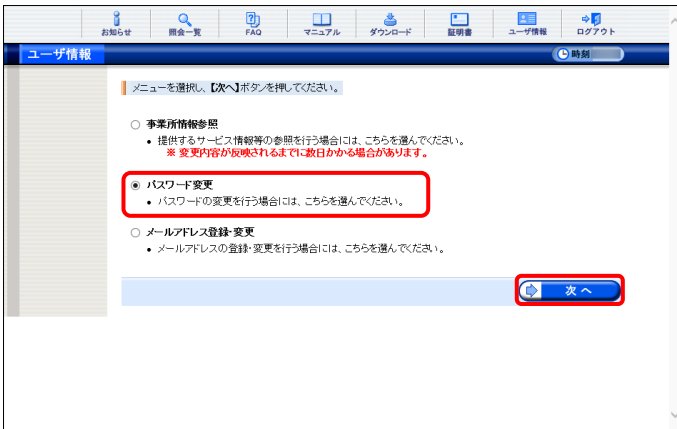 お知らせ 照会一覧 FAQ マニュアル ダウンロード 証明書 ユーザ情報 ログアウト
ユーザ情報 時刻
メニューを選択し、【次へ】ボタンを押してください。
事業所情報参照
• 提供するサービス情報等の参照を行う場合には、こちらを選んでください。
※ 変更内容が反映されるまでに数日かかる場合があります。
パスワード変更
• パスワードの変更を行う場合には、こちらを選んでください。
メールアドレス登録・変更
• メールアドレスの登録・変更を行う場合には、こちらを選んでください。
次へ